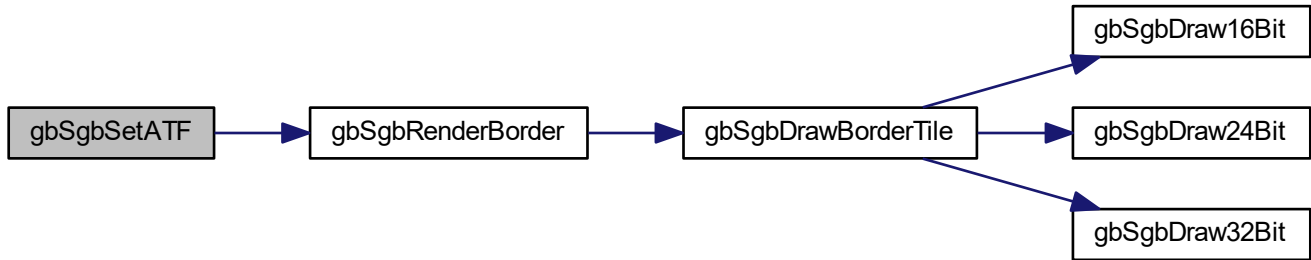 gbSgbDraw16Bit
gbSgbSetATF
gbSgbRenderBorder
gbSgbDrawBorderTile
gbSgbDraw24Bit
gbSgbDraw32Bit